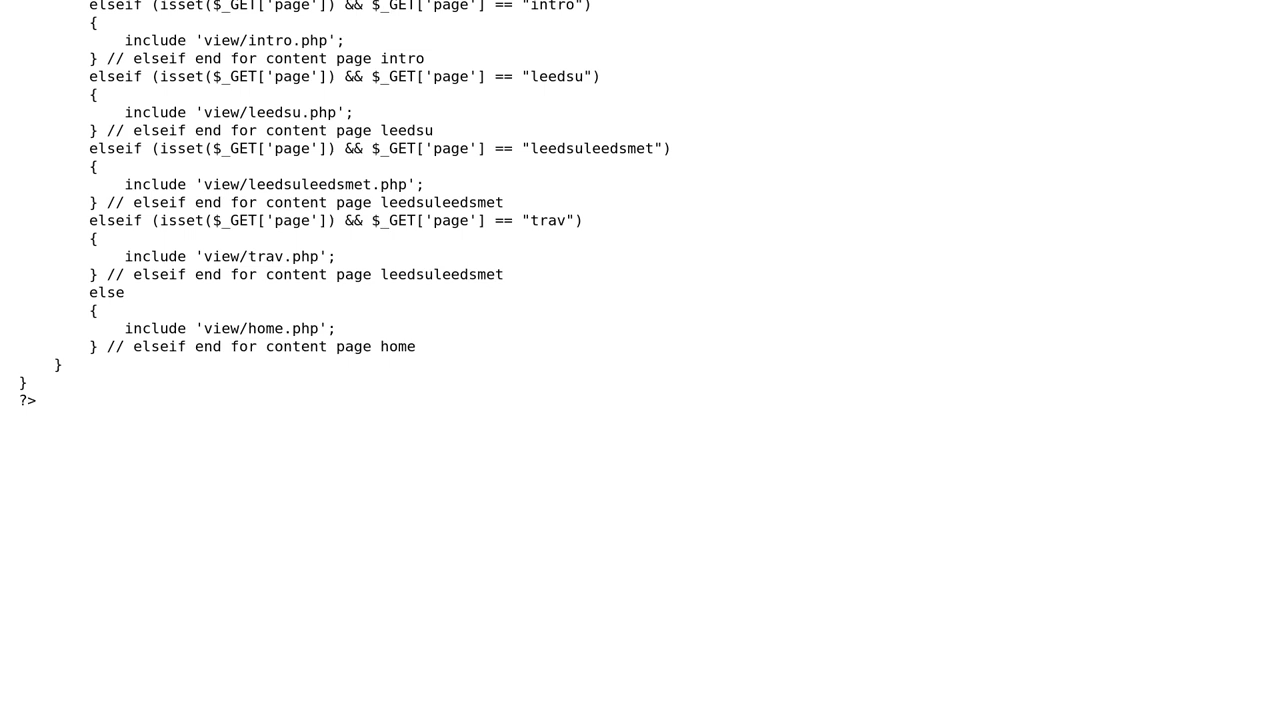 elseif (isset($_GET['page']) && $_GET['page'] == "intro")
{
include 'view/intro.php';
} // elseif end for content page intro
elseif (isset($_GET['page']) && $_GET['page'] == "leedsu")
{
include 'view/leedsu.php';
} // elseif end for content page leedsu
elseif (isset($_GET['page']) && $_GET['page'] == "leedsuleedsmet")
{
include 'view/leedsuleedsmet.php';
} // elseif end for content page leedsuleedsmet
elseif (isset($_GET['page']) && $_GET['page'] == "trav")
{
include 'view/trav.php';
} // elseif end for content page leedsuleedsmet
else
{
include 'view/home.php';
} // elseif end for content page home
}
}
?>